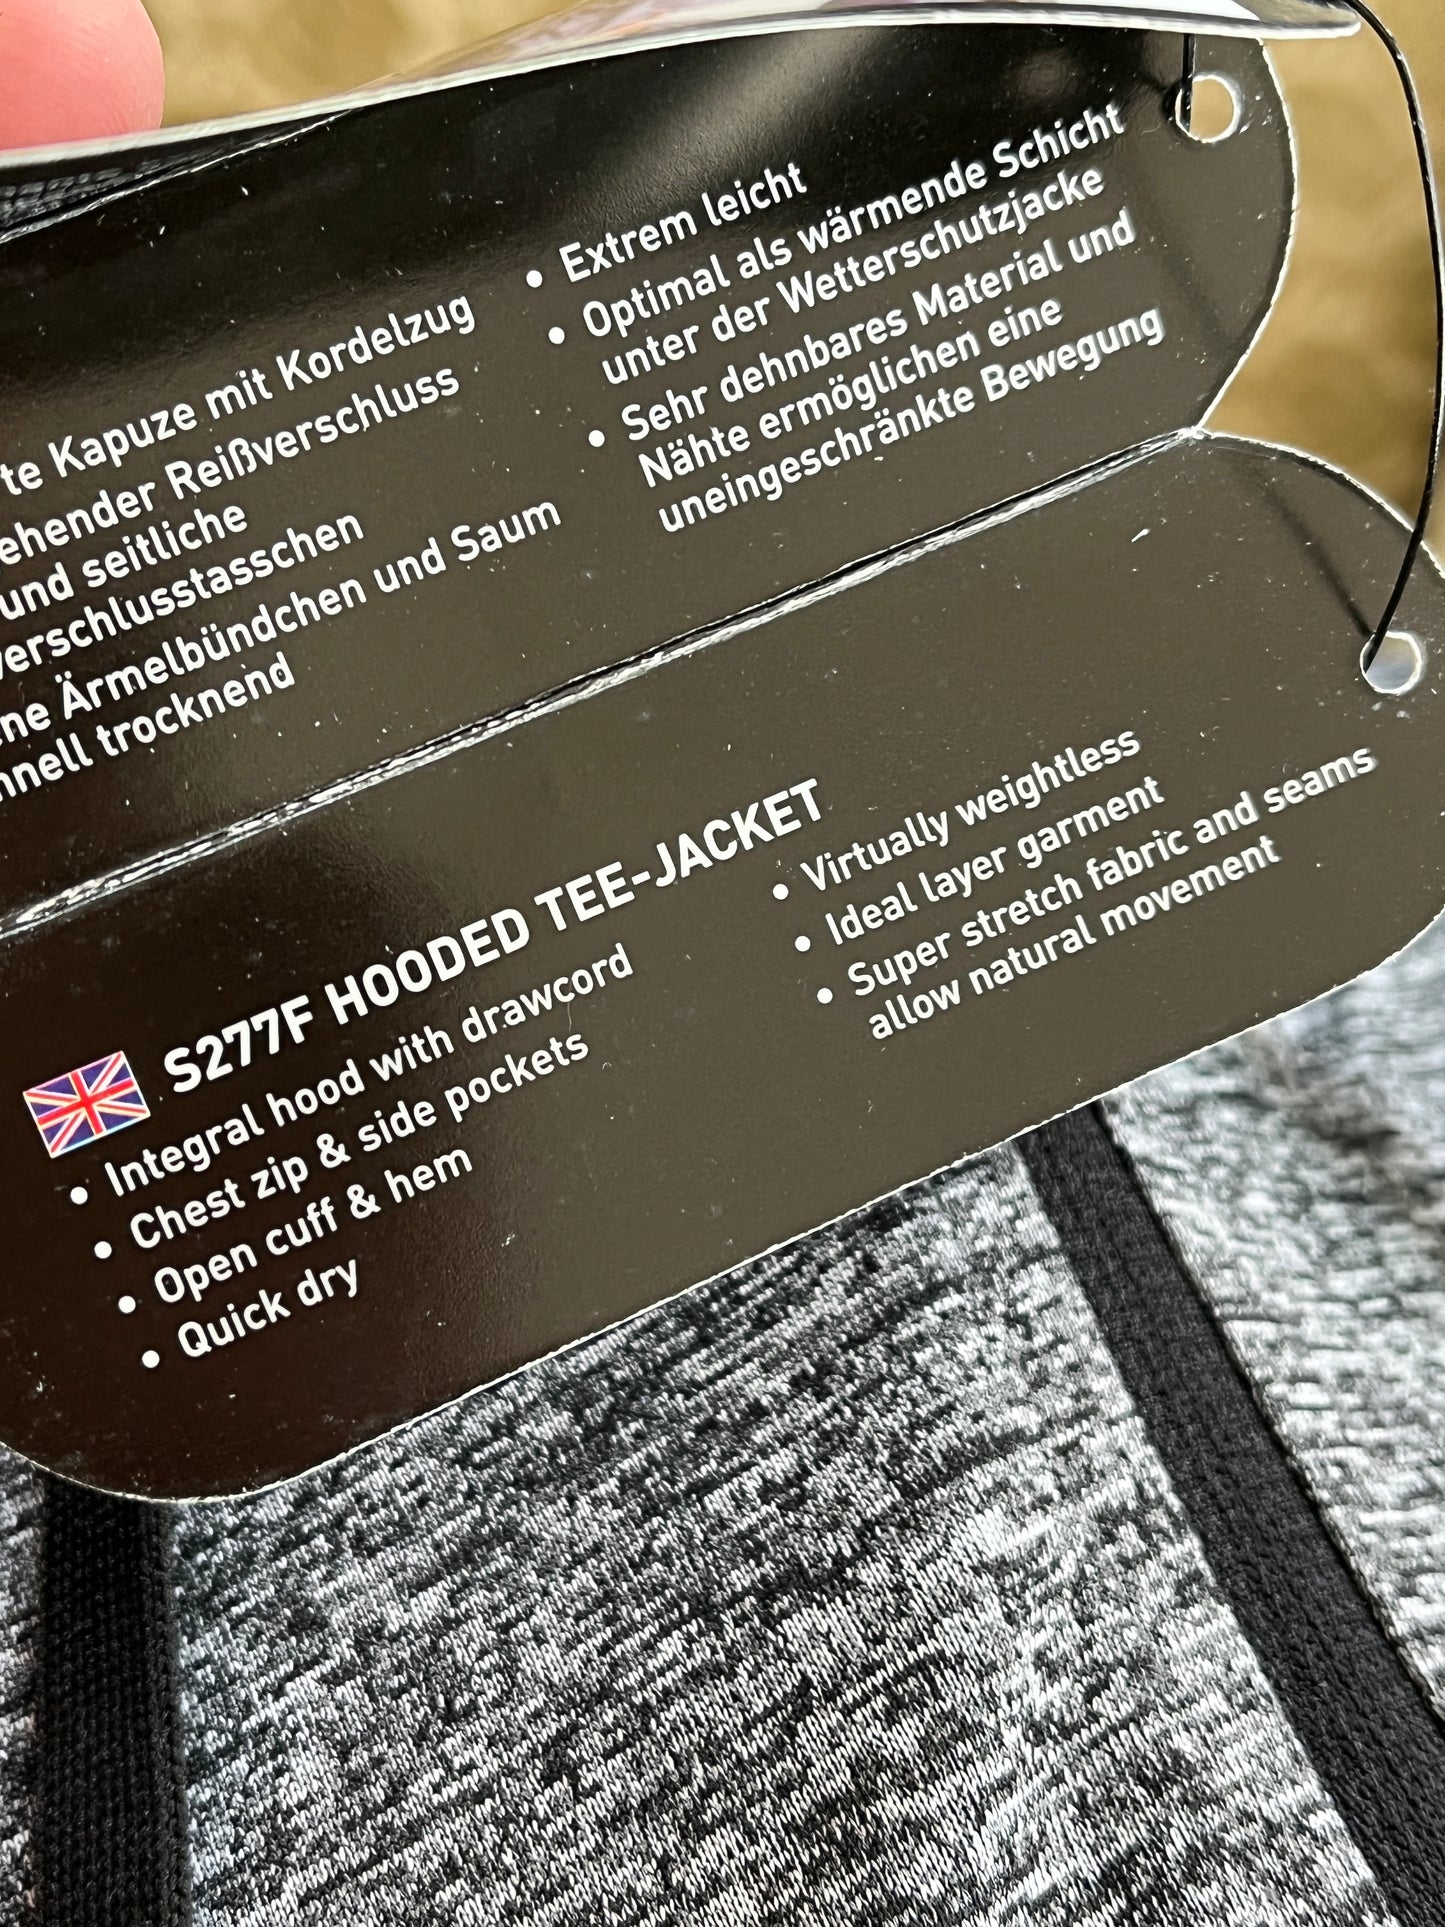 te Kapuze mit Kordelzug
ehender Reißverschluss
und seitliche
verschlusstasschen
ne Ärmelbündchen und Saum
hnell trocknend
• Extrem leicht
• Optimal als wärmende Schicht
unter der Wetterschutzjacke
• Sehr dehnbares Material und
Nähte ermöglichen eine
uneingeschränkte Bewegung
S277F HOODED TEE-JACKET
• Integral hood with drawcord
• Chest zip & side pockets
• Open cuff & hem
• Quick dry
• Virtually weightless
• Ideal layer garment
• Super stretch fabric and seams
allow natural movement